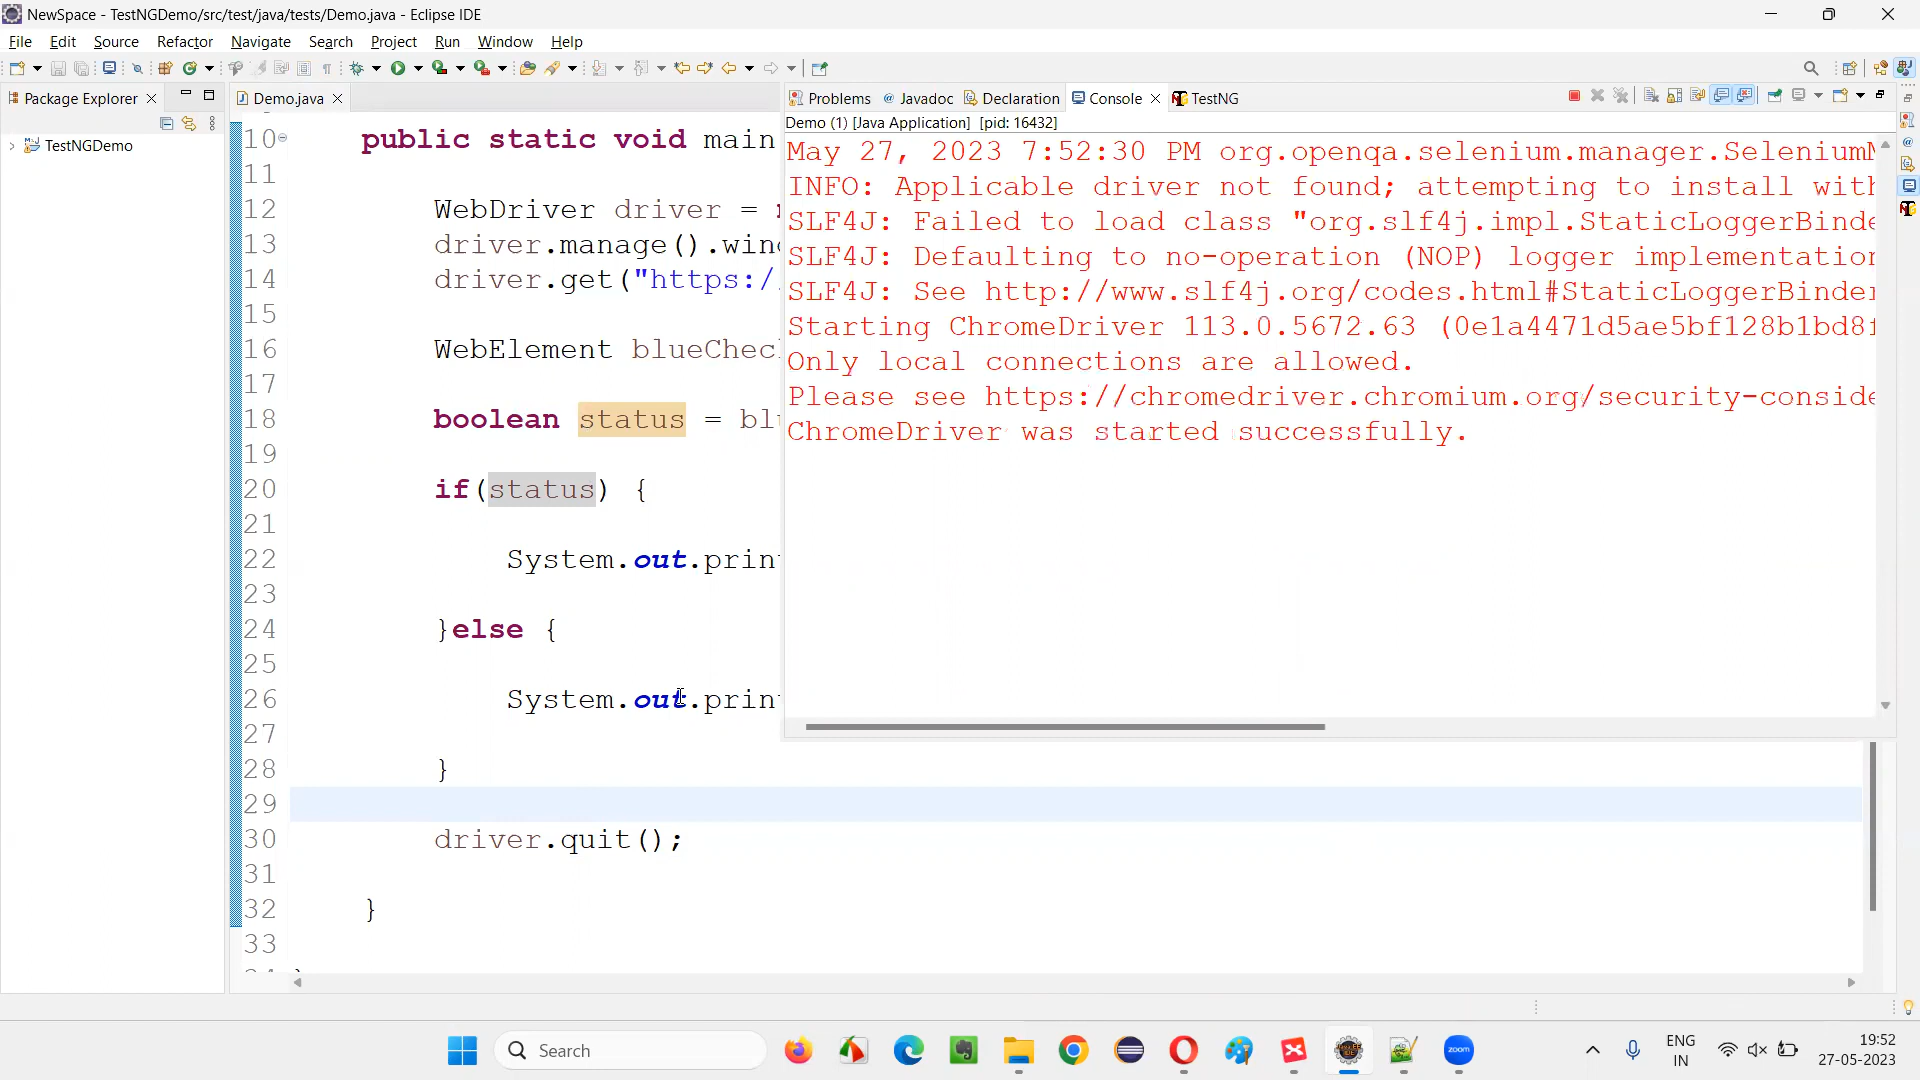 NewSpace - TestNGDemo/src/test/java/tests/Demo.java - Eclipse IDE
File Edit Source Refactor Navigate Search Project Run Window Help
Package Explorer
TestNGDemo
Demo.java
10 public static void main
11
12 WebDriver driver =
13 driver.manage().wind
14 driver.get("https:/
15
16 WebElement blueChec
17
18 boolean status = bl
19
20 if(status) {
21
22 System.out.prin
23
24 }else {
25
26 System.out.prin
27
28 }
29
30 driver.quit();
31
32 }
33
Problems Javadoc Declaration Console TestNG
Demo (1) [Java Application] [pid: 16432]
May 27, 2023 7:52:30 PM org.openqa.selenium.manager.Selenium
INFO: Applicable driver not found; attempting to install with
SLF4J: Failed to load class "org.slf4j.impl.StaticLoggerBinde
SLF4J: Defaulting to no-operation (NOP) logger implementation
SLF4J: See http://www.slf4j.org/codes.html#StaticLoggerBinder
Starting ChromeDriver 113.0.5672.63 (0e1a4471d5ae5bf128b1bd8f
Only local connections are allowed.
Please see https://chromedriver.chromium.org/security-conside
ChromeDriver was started successfully.
Search
zoom
ENG
IN
19:52
27-05-2023